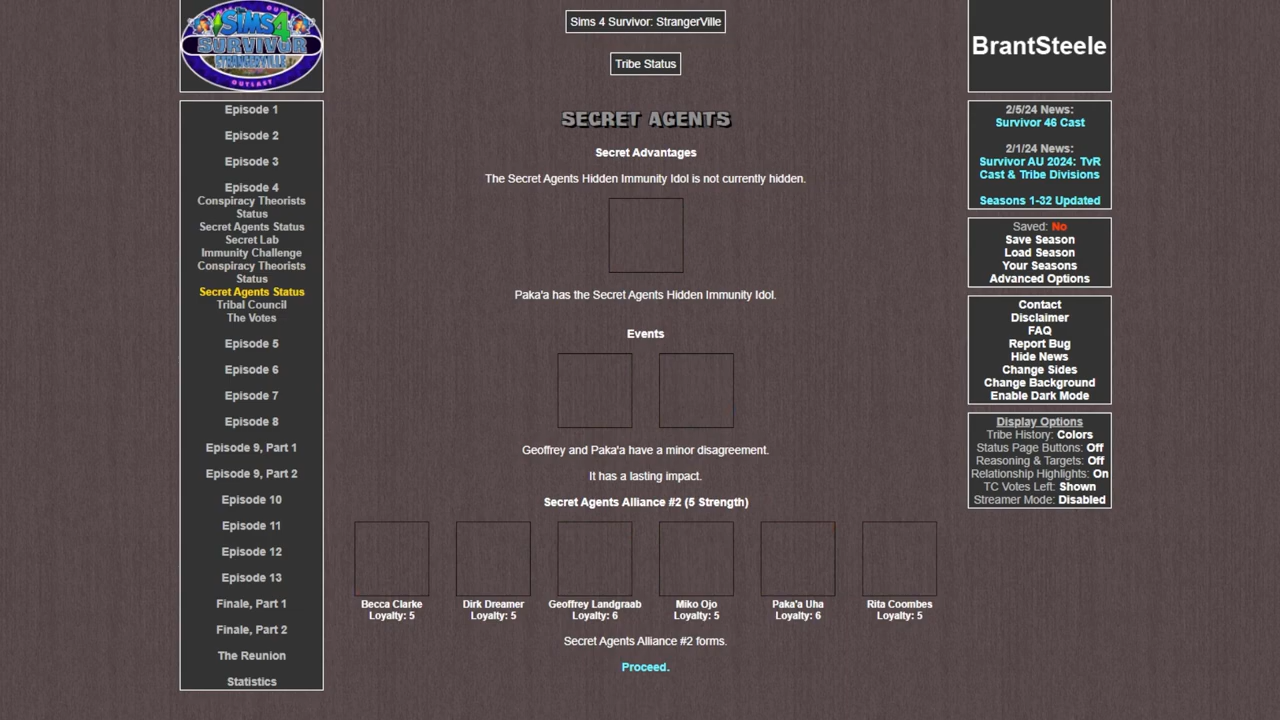 OUTWIT
OUTPLAY
SIMS 4
SURVIVOR
STRANGERVILLE
OUTLAST
Episode 1
Episode 2
Episode 3
Episode 4
Conspiracy Theorists
Status
Secret Agents Status
Secret Lab
Immunity Challenge
Conspiracy Theorists
Status
Secret Agents Status
Tribal Council
The Votes
Episode 5
Episode 6
Episode 7
Episode 8
Episode 9, Part 1
Episode 9, Part 2
Episode 10
Episode 11
Episode 12
Episode 13
Finale, Part 1
Finale, Part 2
The Reunion
Statistics
Sims 4 Survivor: StrangerVille
Tribe Status
SECRET AGENTS
Secret Advantages
The Secret Agents Hidden Immunity Idol is not currently hidden.
Paka'a has the Secret Agents Hidden Immunity Idol.
Events
Geoffrey and Paka'a have a minor disagreement.
It has a lasting impact.
Secret Agents Alliance #2 (5 Strength)
Becca Clarke Dirk Dreamer Geoffrey Landgraab Miko Ojo Paka'a Uha Rita Coombes
Loyalty: 5 Loyalty: 5 Loyalty: 6 Loyalty: 5 Loyalty: 6 Loyalty: 5
Secret Agents Alliance #2 forms.
Proceed.
BrantSteele
2/5/24 News:
Survivor 46 Cast
2/1/24 News:
Survivor AU 2024: TvR
Cast & Tribe Divisions
Seasons 1-32 Updated
Saved: No
Save Season
Load Season
Your Seasons
Advanced Options
Contact
Disclaimer
FAQ
Report Bug
Hide News
Change Sides
Change Background
Enable Dark Mode
Display Options
Tribe History: Colors
Status Page Buttons: Off
Reasoning & Targets: Off
Relationship Highlights: On
TC Votes Left: Shown
Streamer Mode: Disabled